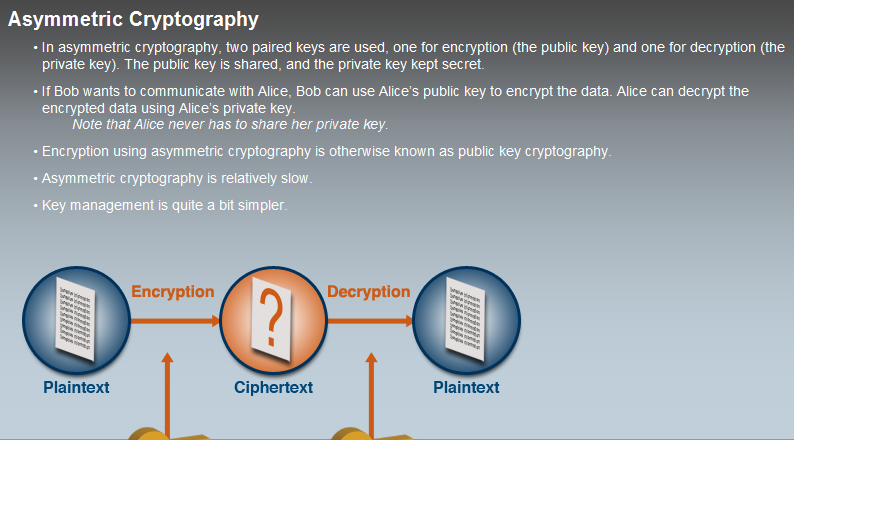 Asymmetric Cryptography
• In asymmetric cryptography, two paired keys are used, one for encryption (the public key) and one for decryption (the
private key). The public key is shared, and the private key kept secret.
• If Bob wants to communicate with Alice, Bob can use Alice's public key to encrypt the data. Alice can decrypt the
encrypted data using Alice's private key.
Note that Alice never has to share her private key.
• Encryption using asymmetric cryptography is otherwise known as public key cryptography.
• Asymmetric cryptography is relatively slow.
• Key management is quite a bit simpler.
Encryption
Decryption
?
Plaintext
Ciphertext
Plaintext